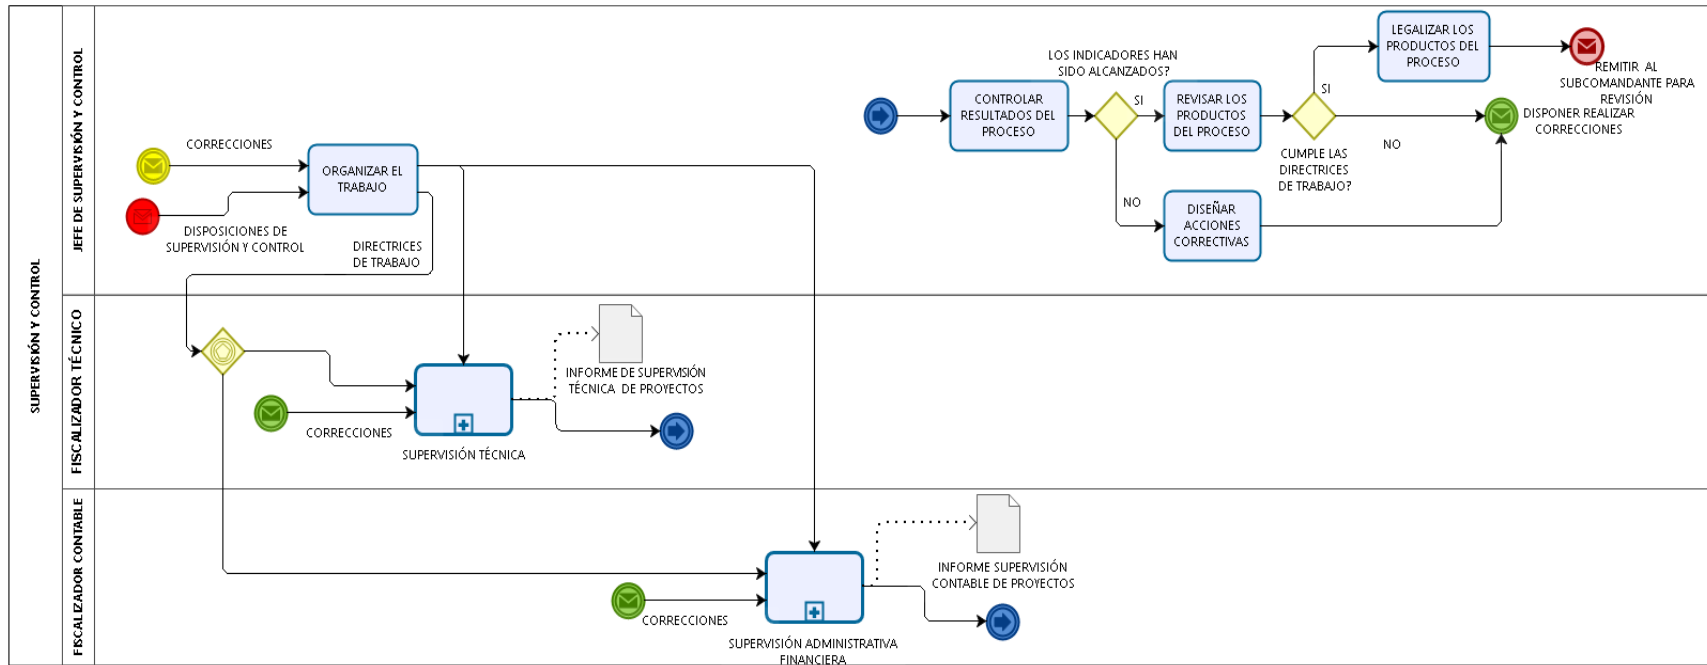 SUPERVISIÓN Y CONTROL
JEFE DE SUPERVISIÓN Y CONTROL
CORRECCIONES
ORGANIZAR EL
TRABAJO
DISPOSICIONES DE
SUPERVISIÓN Y CONTROL
DIRECTRICES
DE TRABAJO
CONTROLAR
RESULTADOS DEL
PROCESO
LOS INDICADORES HAN
SIDO ALCANZADOS?
SI
REVISAR LOS
PRODUCTOS
DEL PROCESO
NO
DISEÑAR
ACCIONES
CORRECTIVAS
SI
CUMPLE LAS
DIRECTRICES
DE TRABAJO?
NO
LEGALIZAR LOS
PRODUCTOS DEL
PROCESO
REMITIR AL
SUBCOMANDANTE PARA
REVISIÓN
DISPONER REALIZAR
CORRECCIONES
FISCALIZADOR TÉCNICO
CORRECCIONES
SUPERVISIÓN TÉCNICA
INFORME DE SUPERVISIÓN
TÉCNICA DE PROYECTOS
FISCALIZADOR CONTABLE
CORRECCIONES
SUPERVISIÓN ADMINISTRATIVA
FINANCIERA
INFORME SUPERVISIÓN
CONTABLE DE PROYECTOS